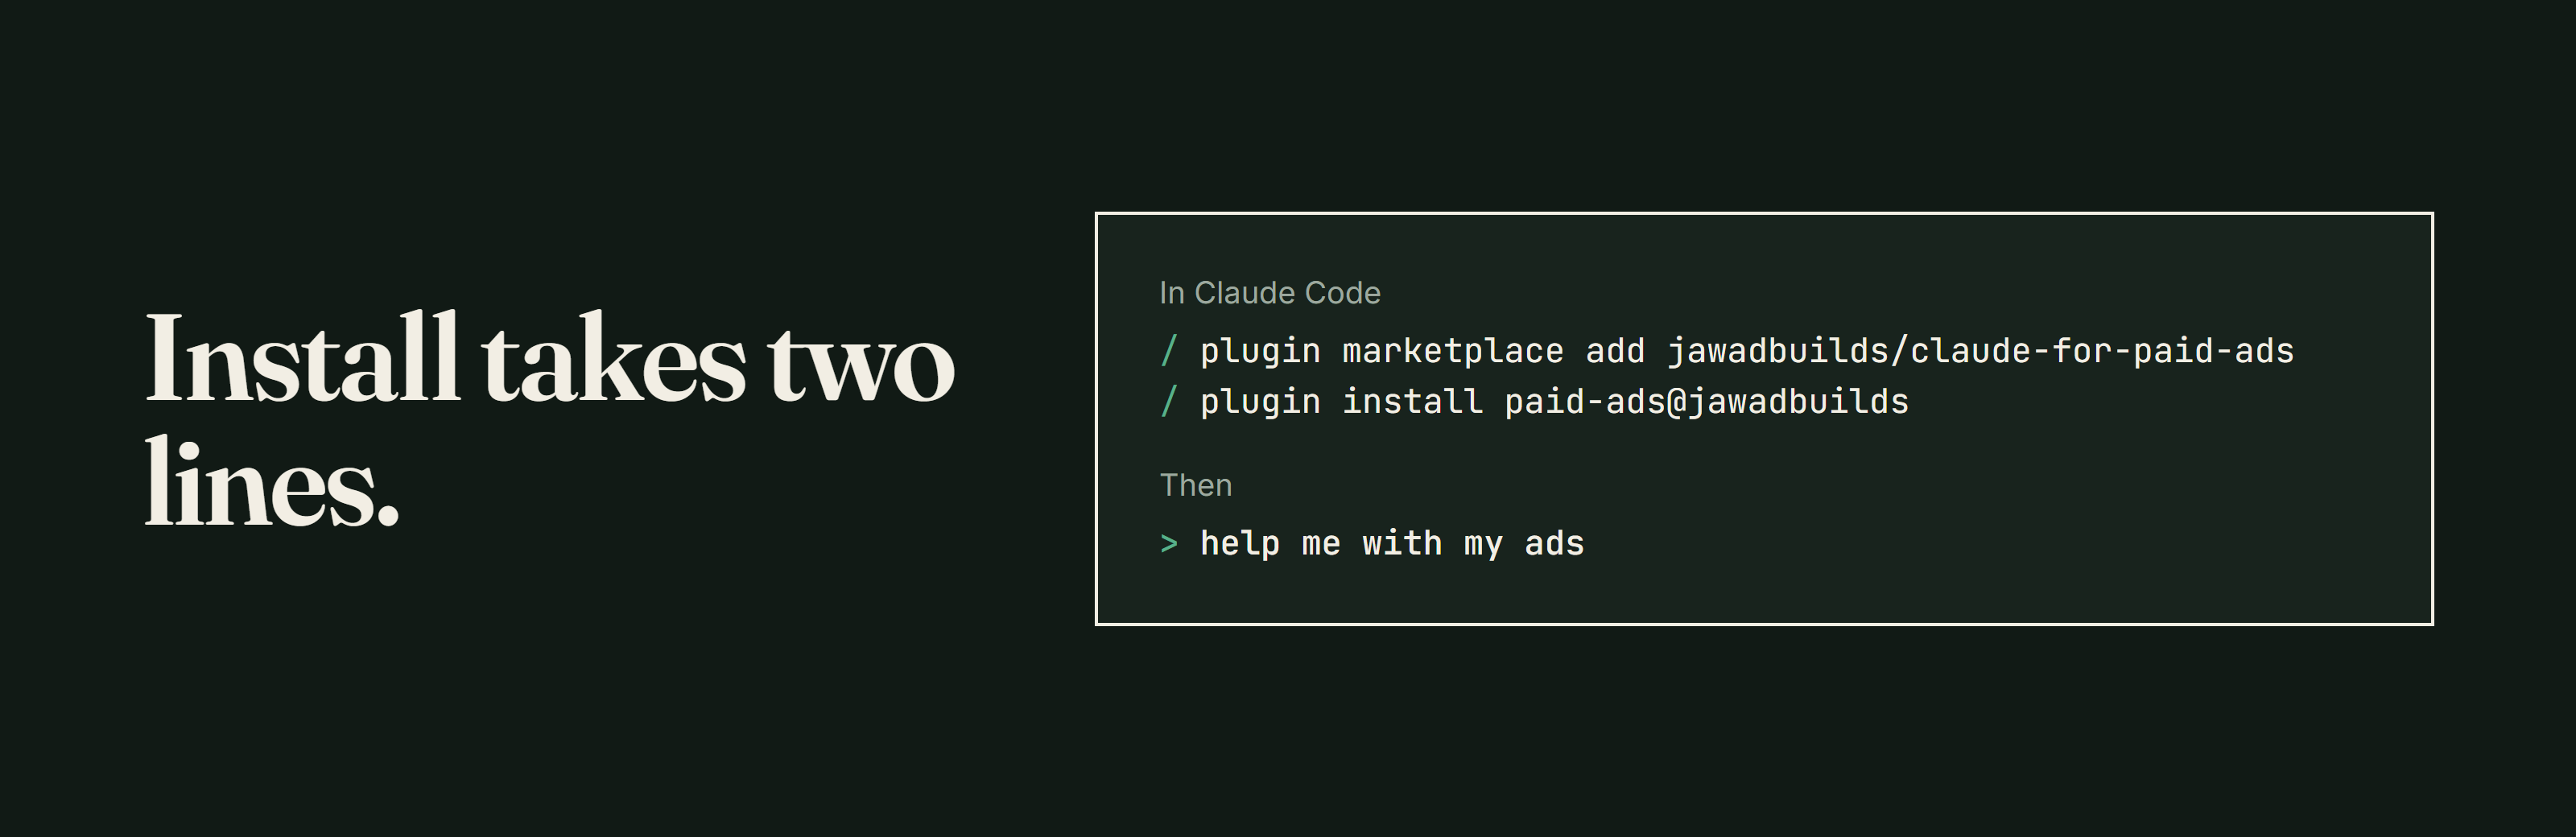 Install takes two
lines.
In Claude Code
/ plugin marketplace add jawadbuilds/claude-for-paid-ads
/ plugin install paid-ads@jawadbuilds
Then
> help me with my ads